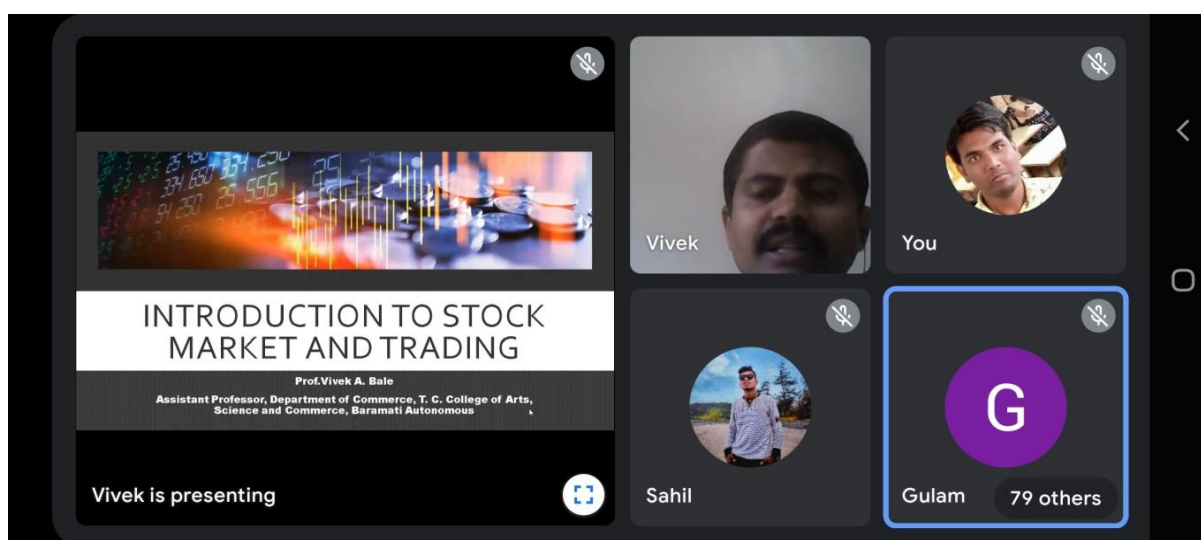 INTRODUCTION TO STOCK
MARKET AND TRADING
Prof.Vivek A. Bale
Assistant Professor, Department of Commerce, T. C. College of Arts,
Science and Commerce, Baramati Autonomous
Vivek is presenting
Vivek
You
Sahil
G
Gulam
79 others